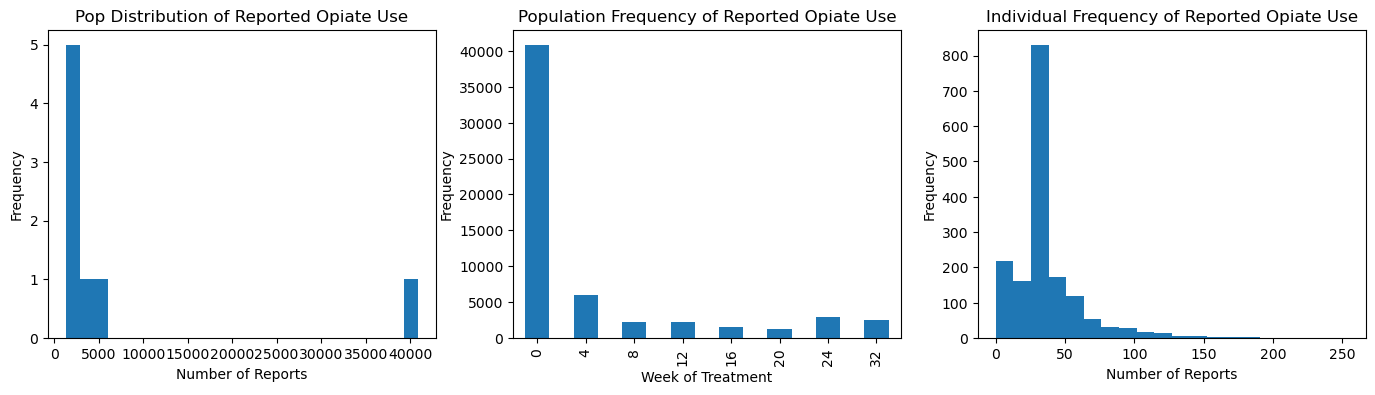 Pop Distribution of Reported Opiate Use
5
4
3
2
1
0
Frequency
0 5000 10000 15000 20000 25000 30000 35000 40000
Number of Reports
Population Frequency of Reported Opiate Use
40000
35000
30000
25000
20000
15000
10000
5000
0
Frequency
0 4 8 12 16 20 24 32
Week of Treatment
Individual Frequency of Reported Opiate Use
800
700
600
500
400
300
200
100
0
Frequency
0 50 100 150 200 250
Number of Reports